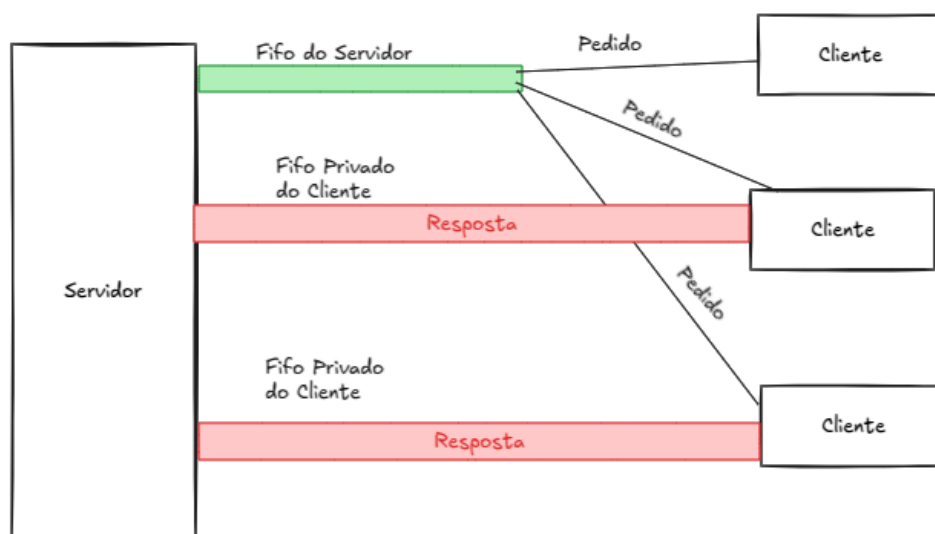 Fifo do Servidor
Pedido
Cliente
Pedido
Fifo Privado
do Cliente
Resposta
Cliente
Servidor
Pedido
Fifo Privado
do Cliente
Resposta
Cliente